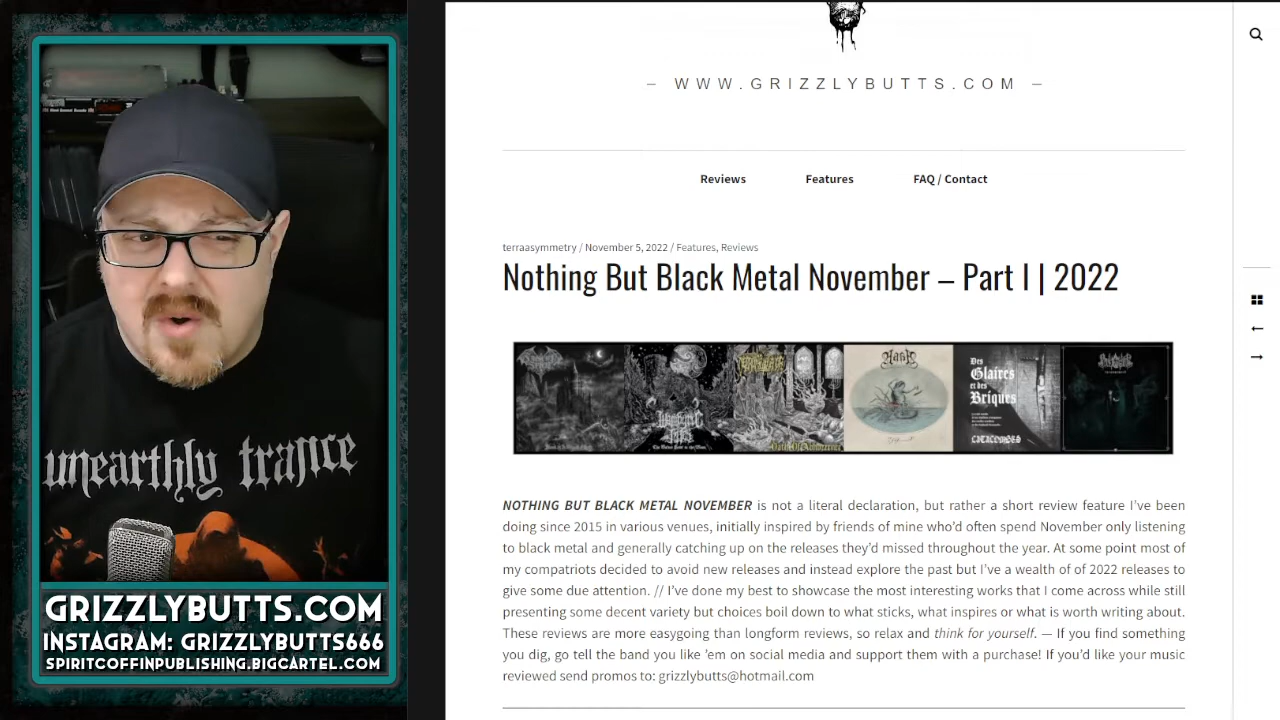 unearthly trance
GRIZZLYBUTTS.COM
INSTAGRAM: GRIZZLYBUTTS666
SPIRITCOFFINPUBLISHING.BIGCARTEL.COM
– WWW.GRIZZLYBUTTS.COM –
Reviews Features FAQ / Contact
terraasymmetry / November 5, 2022 / Features, Reviews
Nothing But Black Metal November – Part I | 2022
Des
Glaires
et des
Briques
CATACOMBES
NOTHING BUT BLACK METAL NOVEMBER is not a literal declaration, but rather a short review feature I've been
doing since 2015 in various venues, initially inspired by friends of mine who'd often spend November only listening
to black metal and generally catching up on the releases they'd missed throughout the year. At some point most of
my compatriots decided to avoid new releases and instead explore the past but I've a wealth of of 2022 releases to
give some due attention. // I've done my best to showcase the most interesting works that I come across while still
presenting some decent variety but choices boil down to what sticks, what inspires or what is worth writing about.
These reviews are more easygoing than longform reviews, so relax and think for yourself. — If you find something
you dig, go tell the band you like 'em on social media and support them with a purchase! If you'd like your music
reviewed send promos to: grizzlybutts@hotmail.com